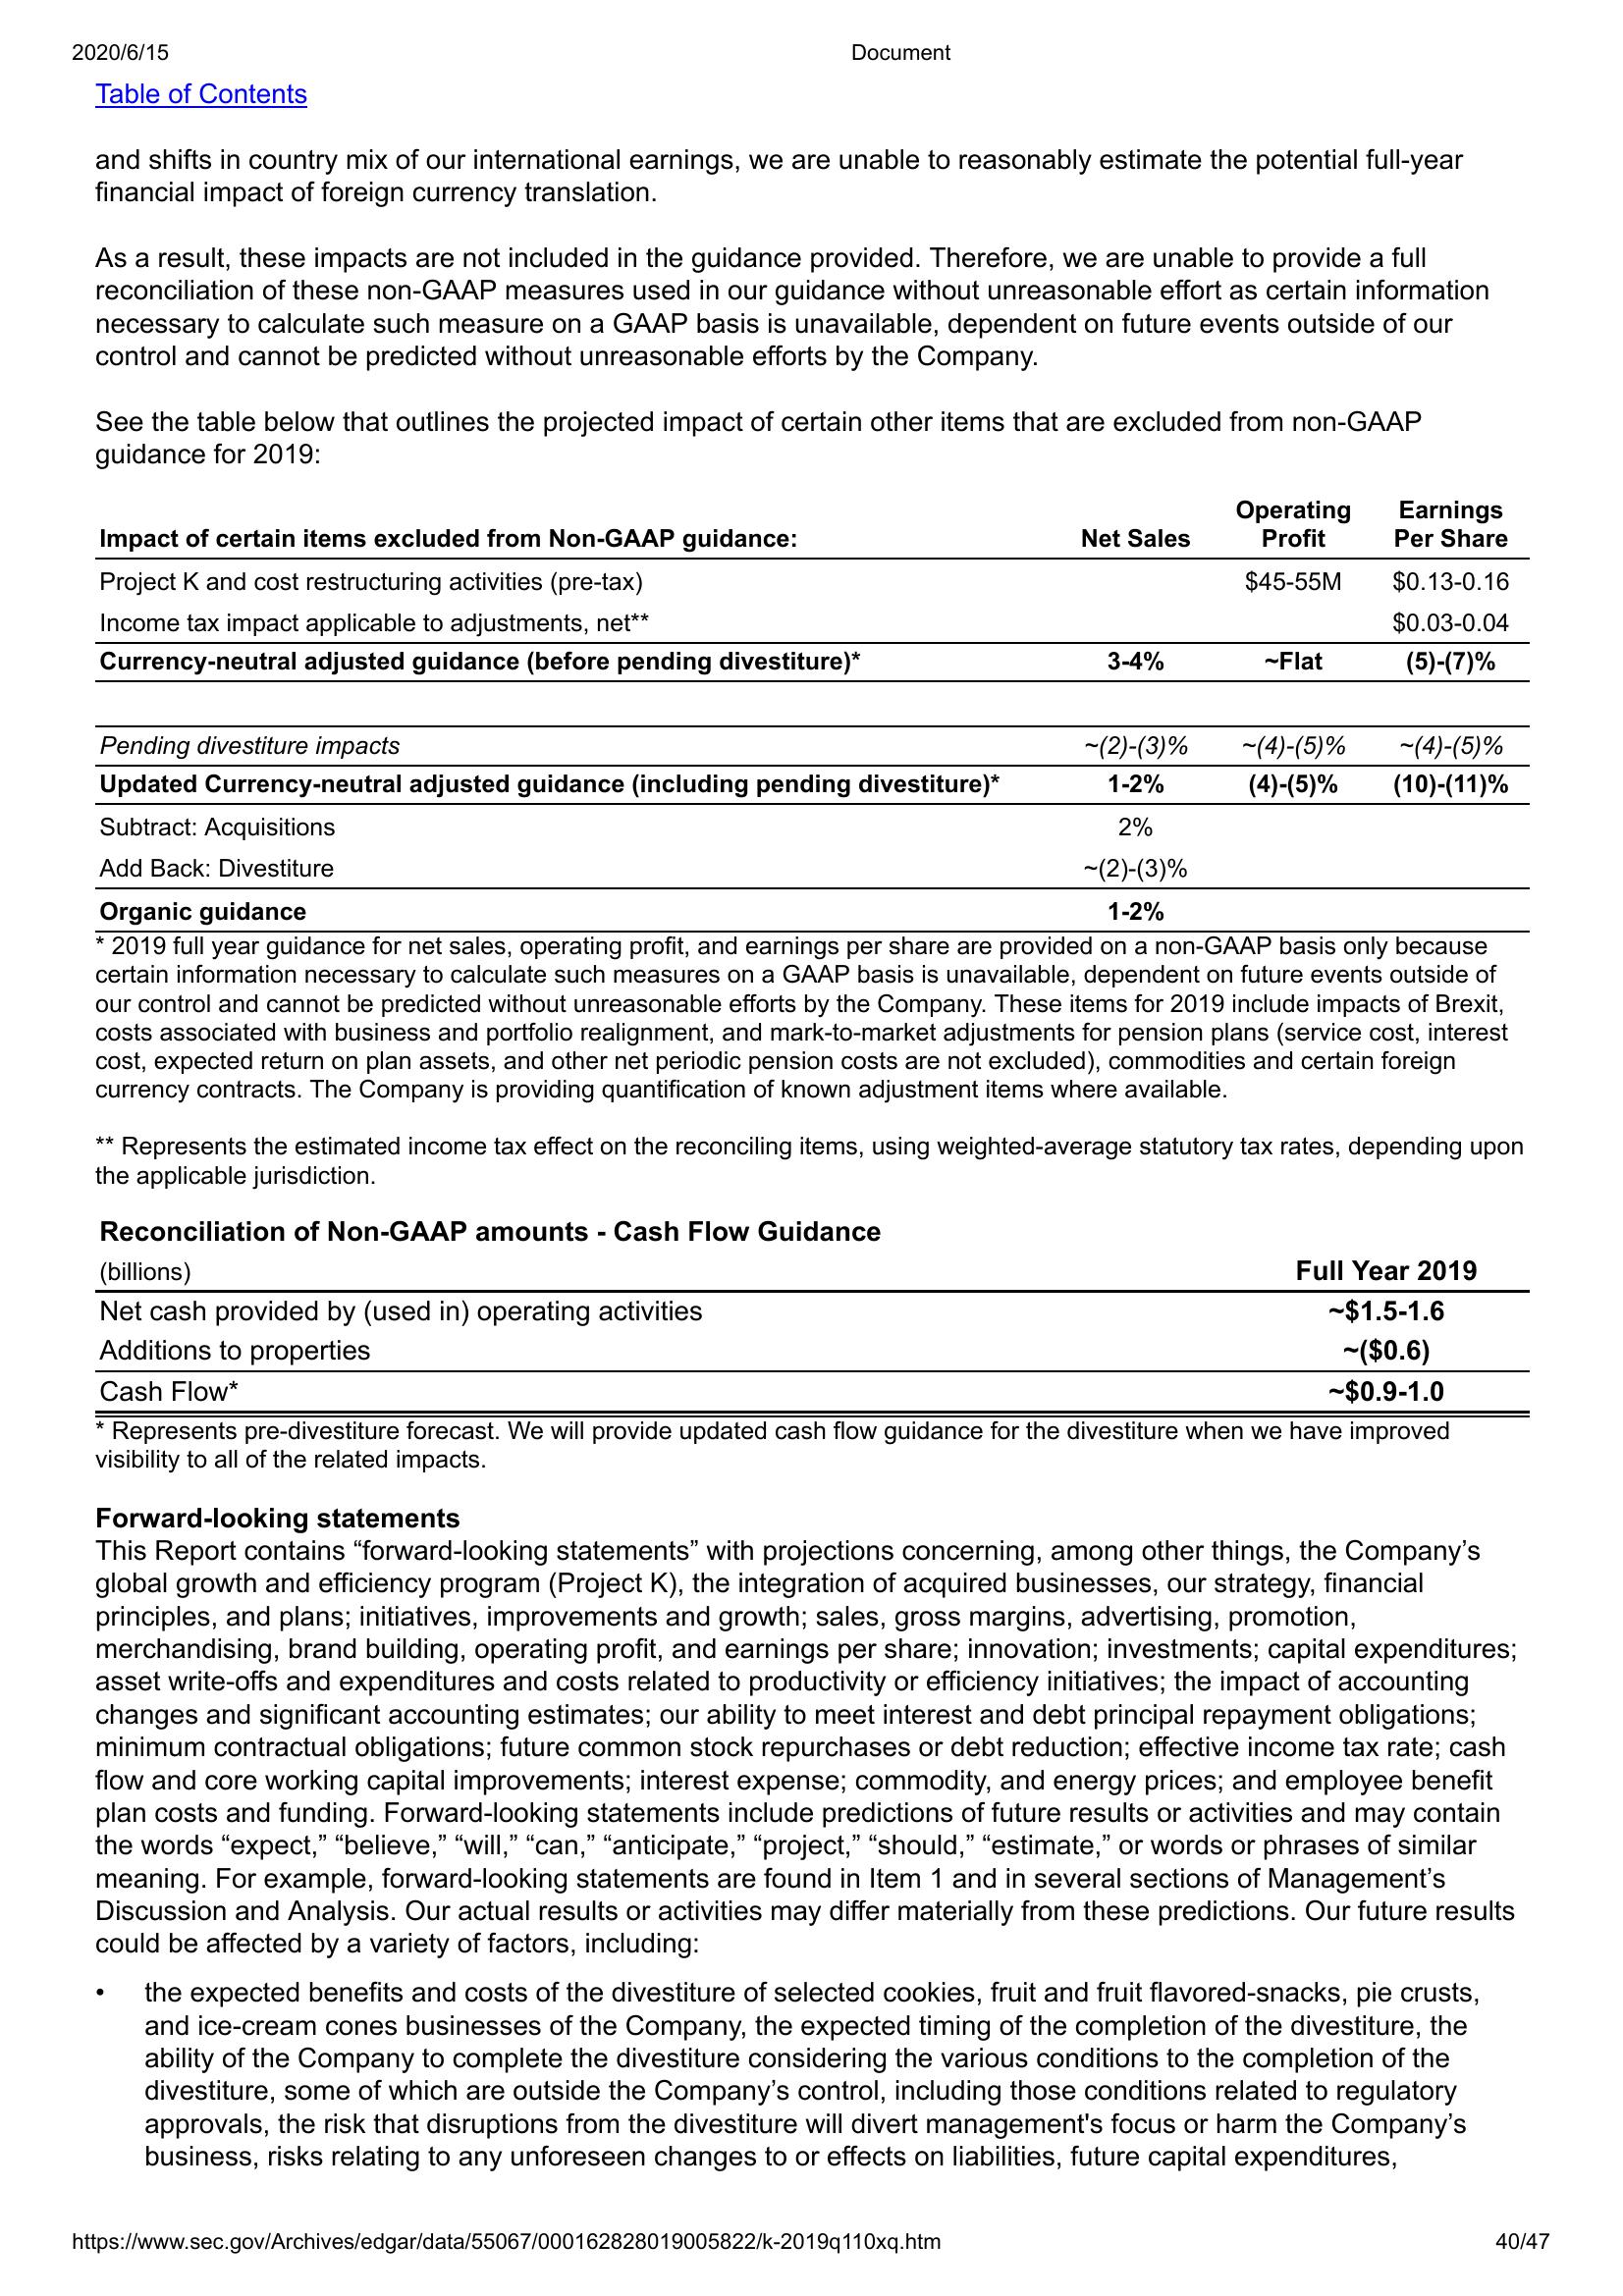 2020/6/15 Document
Table of Contents
and shifts in country mix of our international earnings, we are unable to reasonably estimate the potential full-year
financial impact of foreign currency translation.
As a result, these impacts are not included in the guidance provided. Therefore, we are unable to provide a full
reconciliation of these non-GAAP measures used in our guidance without unreasonable effort as certain information
necessary to calculate such measure on a GAAP basis is unavailable, dependent on future events outside of our
control and cannot be predicted without unreasonable efforts by the Company.
See the table below that outlines the projected impact of certain other items that are excluded from non-GAAP
guidance for 2019:
Operating Earnings
Impact of certain items excluded from Non-GAAP guidance: Net Sales Profit Per Share
Project K and cost restructuring activities (pre-tax) $45-55M $0.13-0.16
Income tax impact applicable to adjustments, net** $0.03-0.04
Currency-neutral adjusted guidance (before pending divestiture)* 3-4% ~Flat (5)-(7)%
Pending divestiture impacts ~(2)-(3)% ~(4)-(5)% ~(4)-(5)%
Updated Currency-neutral adjusted guidance (including pending divestiture)* 1-2% (4)-(5)% (10)-(11)%
Subtract: Acquisitions 2%
Add Back: Divestiture ~(2)-(3)%
Organic guidance 1-2%
* 2019 full year guidance for net sales, operating profit, and earnings per share are provided on a non-GAAP basis only because
certain information necessary to calculate such measures on a GAAP basis is unavailable, dependent on future events outside of
our control and cannot be predicted without unreasonable efforts by the Company. These items for 2019 include impacts of Brexit,
costs associated with business and portfolio realignment, and mark-to-market adjustments for pension plans (service cost, interest
cost, expected return on plan assets, and other net periodic pension costs are not excluded), commodities and certain foreign
currency contracts. The Company is providing quantification of known adjustment items where available.
** Represents the estimated income tax effect on the reconciling items, using weighted-average statutory tax rates, depending upon
the applicable jurisdiction.
Reconciliation of Non-GAAP amounts - Cash Flow Guidance
(billions) Full Year 2019
Net cash provided by (used in) operating activities ~$1.5-1.6
Additions to properties ~($0.6)
Cash Flow* ~$0.9-1.0
* Represents pre-divestiture forecast. We will provide updated cash flow guidance for the divestiture when we have improved
visibility to all of the related impacts.
Forward-looking statements
This Report contains “forward-looking statements” with projections concerning, among other things, the Company’s
global growth and efficiency program (Project K), the integration of acquired businesses, our strategy, financial
principles, and plans; initiatives, improvements and growth; sales, gross margins, advertising, promotion,
merchandising, brand building, operating profit, and earnings per share; innovation; investments; capital expenditures;
asset write-offs and expenditures and costs related to productivity or efficiency initiatives; the impact of accounting
changes and significant accounting estimates; our ability to meet interest and debt principal repayment obligations;
minimum contractual obligations; future common stock repurchases or debt reduction; effective income tax rate; cash
flow and core working capital improvements; interest expense; commodity, and energy prices; and employee benefit
plan costs and funding. Forward-looking statements include predictions of future results or activities and may contain
the words “expect,” “believe,” “will,” “can,” “anticipate,” “project,” “should,” “estimate,” or words or phrases of similar
meaning. For example, forward-looking statements are found in Item 1 and in several sections of Management’s
Discussion and Analysis. Our actual results or activities may differ materially from these predictions. Our future results
could be affected by a variety of factors, including:
• the expected benefits and costs of the divestiture of selected cookies, fruit and fruit flavored-snacks, pie crusts,
and ice-cream cones businesses of the Company, the expected timing of the completion of the divestiture, the
ability of the Company to complete the divestiture considering the various conditions to the completion of the
divestiture, some of which are outside the Company’s control, including those conditions related to regulatory
approvals, the risk that disruptions from the divestiture will divert management's focus or harm the Company’s
business, risks relating to any unforeseen changes to or effects on liabilities, future capital expenditures,
https://www.sec.gov/Archives/edgar/data/55067/000162828019005822/k-2019q110xq.htm 40/47